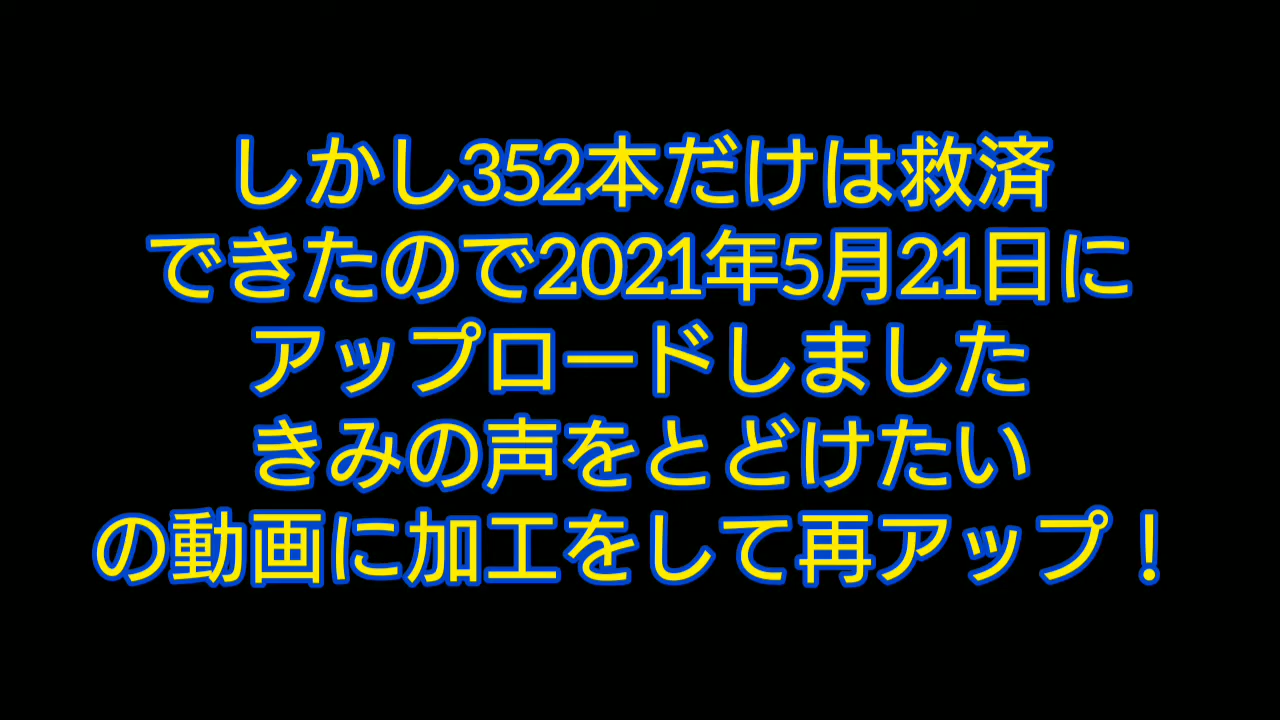 しかし352本だけは救済
できたので2021年5月21日に
アップロードしました
きみの声をとどけたい
の動画に加工をして再アップ！